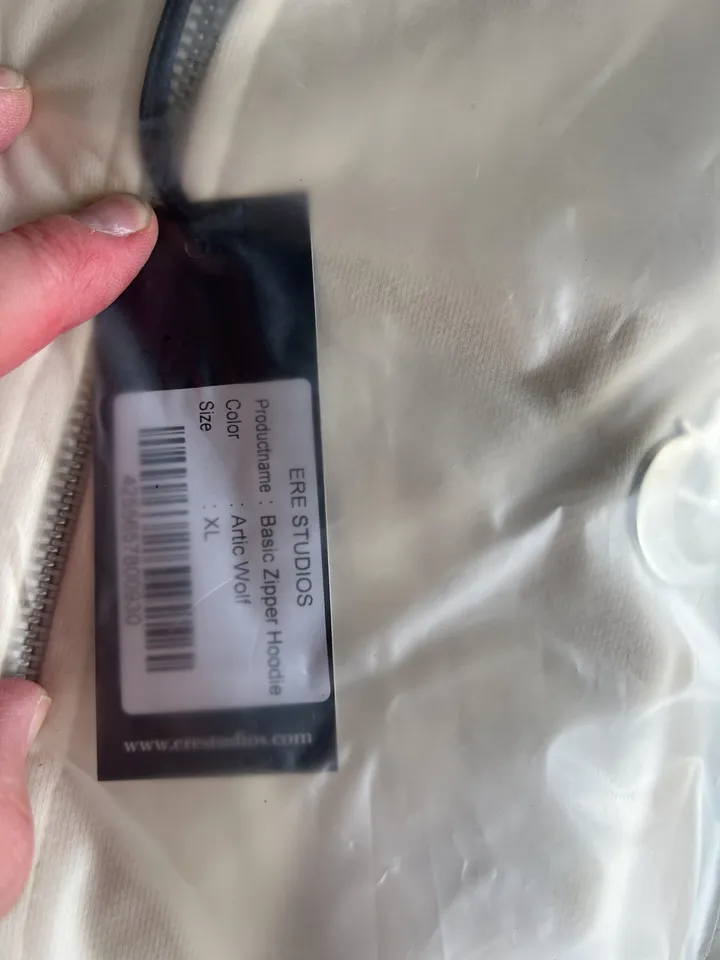 ERE STUDIOS
Productname : Basic Zipper Hoodie
Color : Artic Wolf
Size : XL
www.erestudios.com